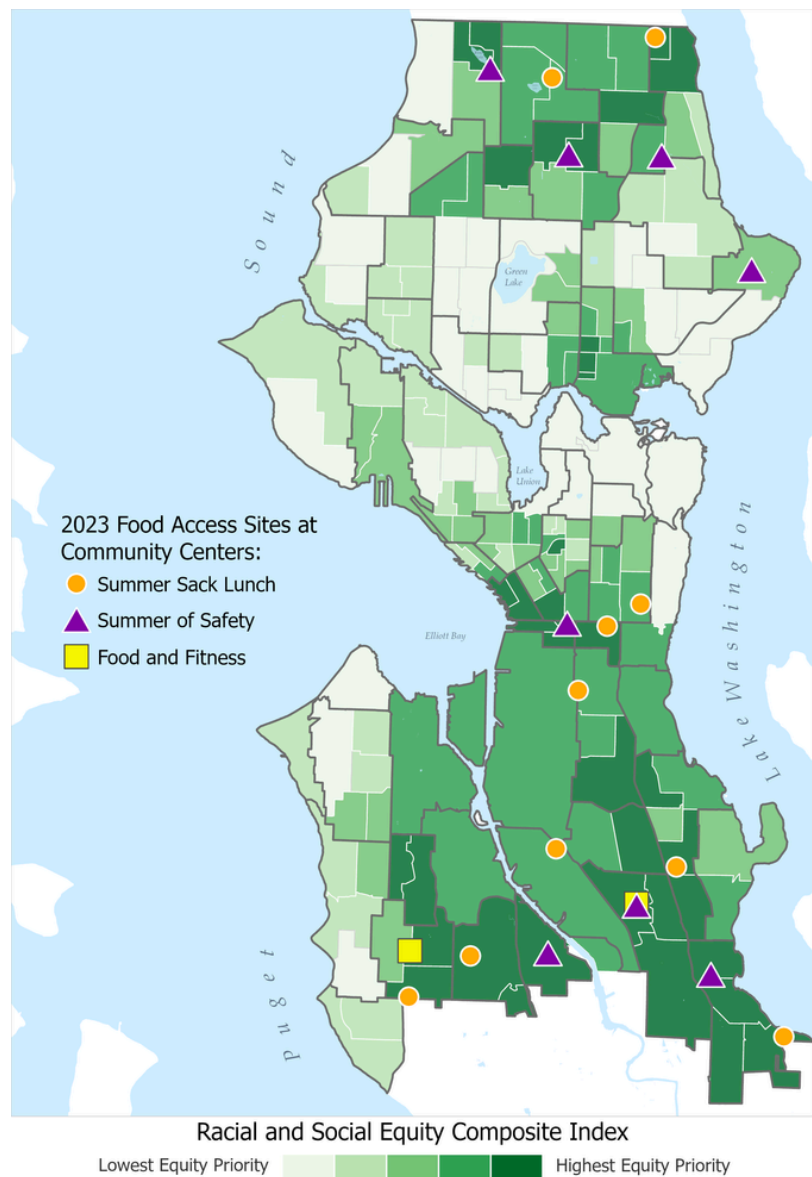 Sound
Green
Lake
Lake
Union
2023 Food Access Sites at
Community Centers:
Summer Sack Lunch
Summer of Safety
Food and Fitness
Elliott Bay
Lake Washington
Puget
Racial and Social Equity Composite Index
Lowest Equity Priority
Highest Equity Priority